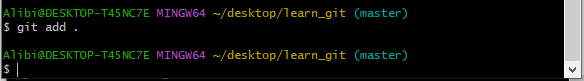 Alibi@DESKTOP-T45NC7E MINGW64 ~/desktop/learn_git (master)
$ git add .
Alibi@DESKTOP-T45NC7E MINGW64 ~/desktop/learn_git (master)
$